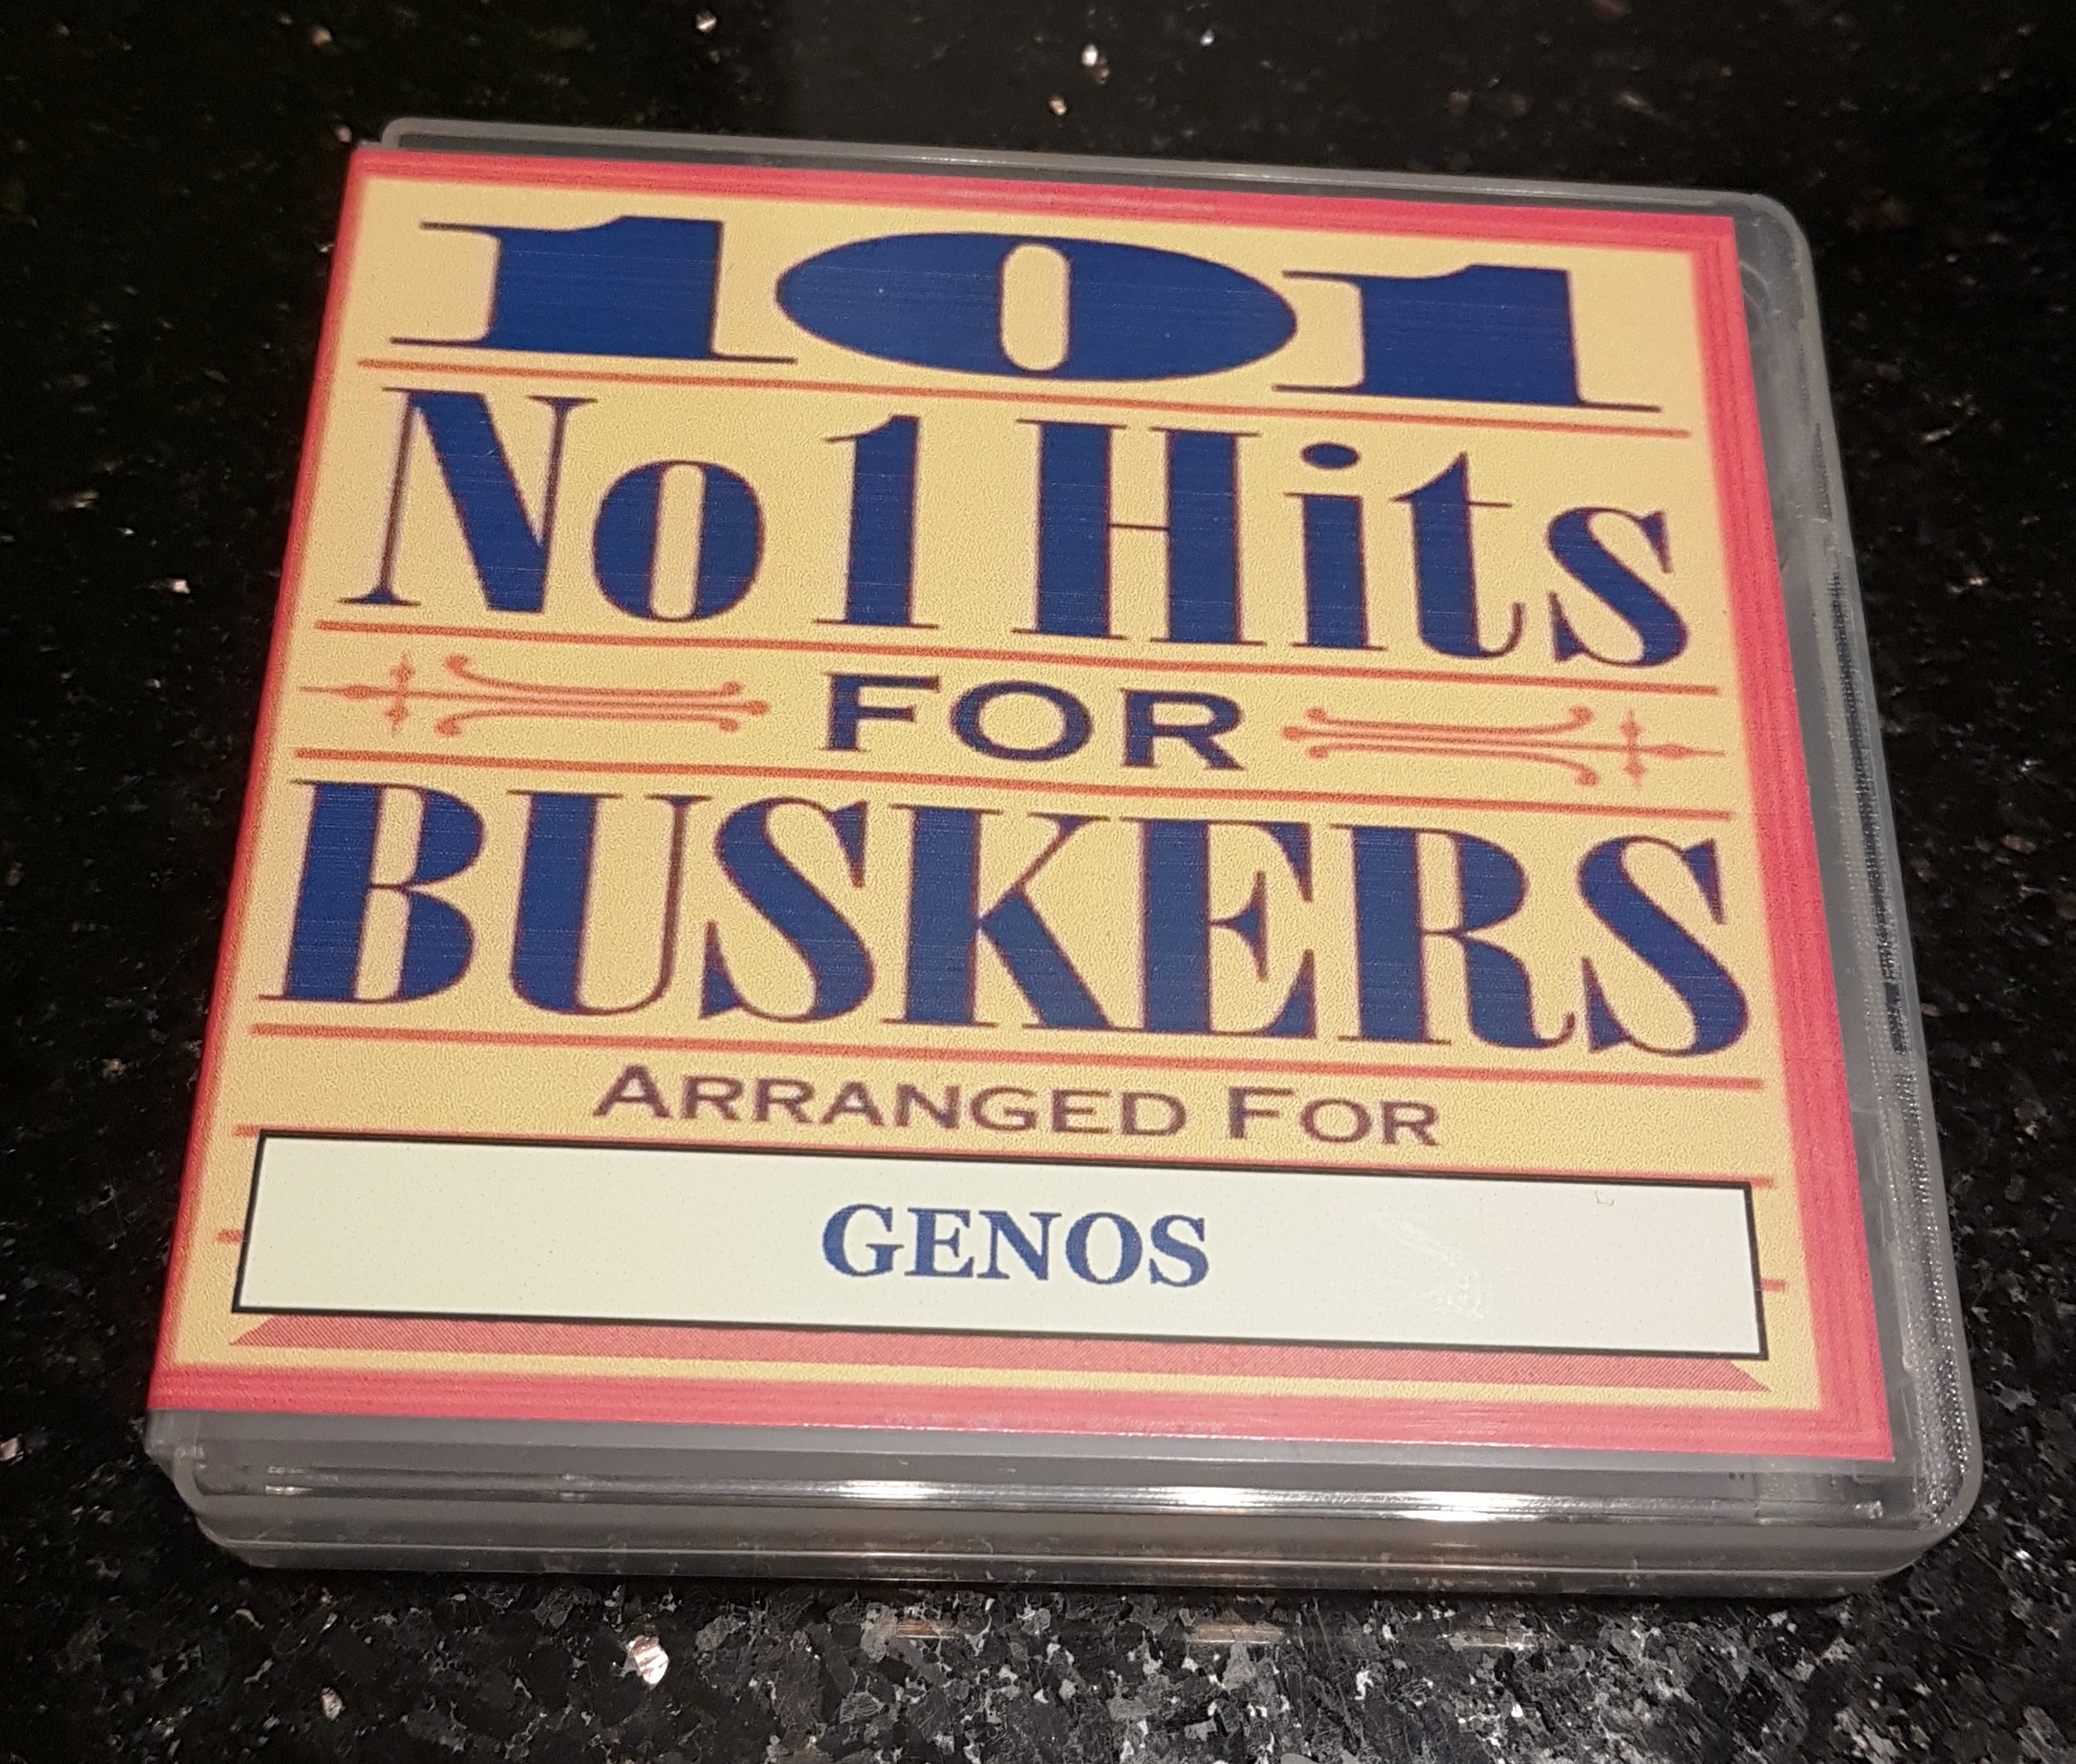 101
No 1 Hits
FOR
BUSKERS
ARRANGED FOR
GENOS